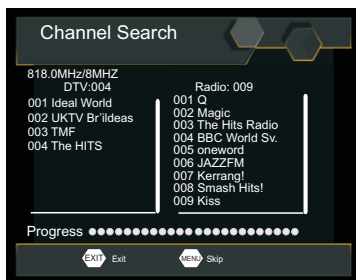 Channel Search
818.0MHz/8MHZ
DTV:004
001 Ideal World
002 UKTV Br'ildeas
003 TMF
004 The HITS
Radio: 009
001 Q
002 Magic
003 The Hits Radio
004 BBC World Sv.
005 oneword
006 JAZZFM
007 Kerrang!
008 Smash Hits!
009 Kiss
Progress
EXIT Exit MENU Skip